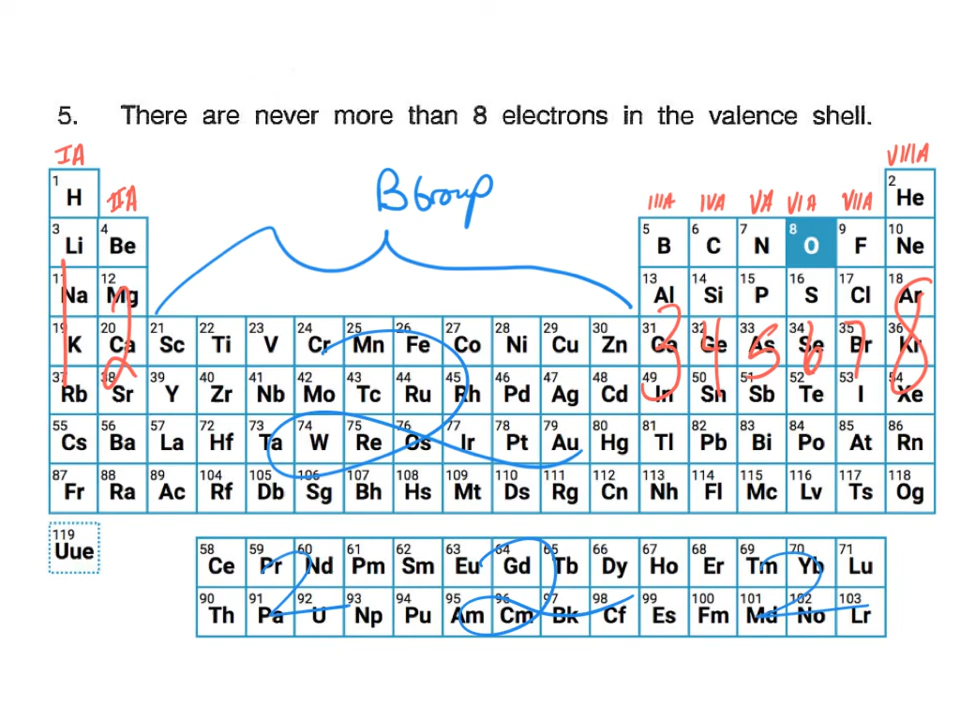 5. There are never more than 8 electrons in the valence shell.
IA VIIIA
IIA B Group IIIA IVA VA VIA VIIA
1 H 2 He
3 Li 4 Be 5 B 6 C 7 N 8 O 9 F 10 Ne
11 Na 12 Mg 13 Al 14 Si 15 P 16 S 17 Cl 18 Ar
19 K 20 Ca 21 Sc 22 Ti 23 V 24 Cr 25 Mn 26 Fe 27 Co 28 Ni 29 Cu 30 Zn 31 Ga 32 Ge 33 As 34 Se 35 Br 36 Kr
1 2 2 3 4 5 6 7 8
37 Rb 38 Sr 39 Y 40 Zr 41 Nb 42 Mo 43 Tc 44 Ru 45 Rh 46 Pd 47 Ag 48 Cd 49 In 50 Sn 51 Sb 52 Te 53 I 54 Xe
55 Cs 56 Ba 57 La 72 Hf 73 Ta 74 W 75 Re 76 Os 77 Ir 78 Pt 79 Au 80 Hg 81 Tl 82 Pb 83 Bi 84 Po 85 At 86 Rn
87 Fr 88 Ra 89 Ac 104 Rf 105 Db 106 Sg 107 Bh 108 Hs 109 Mt 110 Ds 111 Rg 112 Cn 113 Nh 114 Fl 115 Mc 116 Lv 117 Ts 118 Og
119 Uue
58 Ce 59 Pr 60 Nd 61 Pm 62 Sm 63 Eu 64 Gd 65 Tb 66 Dy 67 Ho 68 Er 69 Tm 70 Yb 71 Lu
2 2 2
90 Th 91 Pa 92 U 93 Np 94 Pu 95 Am 96 Cm 97 Bk 98 Cf 99 Es 100 Fm 101 Md 102 No 103 Lr